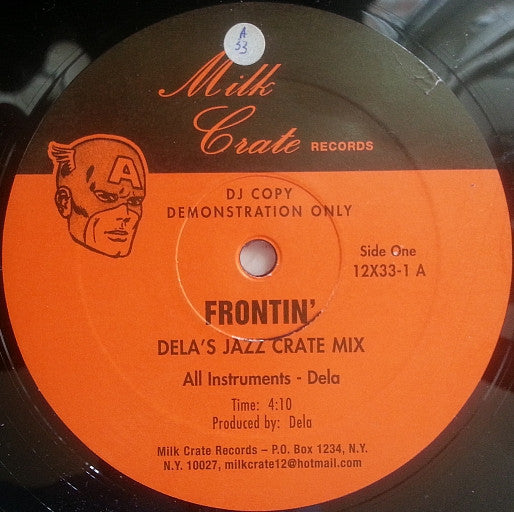 A
53
Milk
Crate RECORDS
A
DJ COPY
DEMONSTRATION ONLY
Side One
12X33-1 A
FRONTIN'
DELA'S JAZZ CRATE MIX
All Instruments - Dela
Time: 4:10
Produced by: Dela
Milk Crate Records – P.O. Box 1234, N.Y.
N.Y. 10027, milkcrate12@hotmail.com